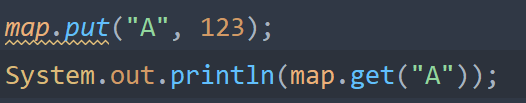 map.put("A", 123);
System.out.println(map.get("A"));